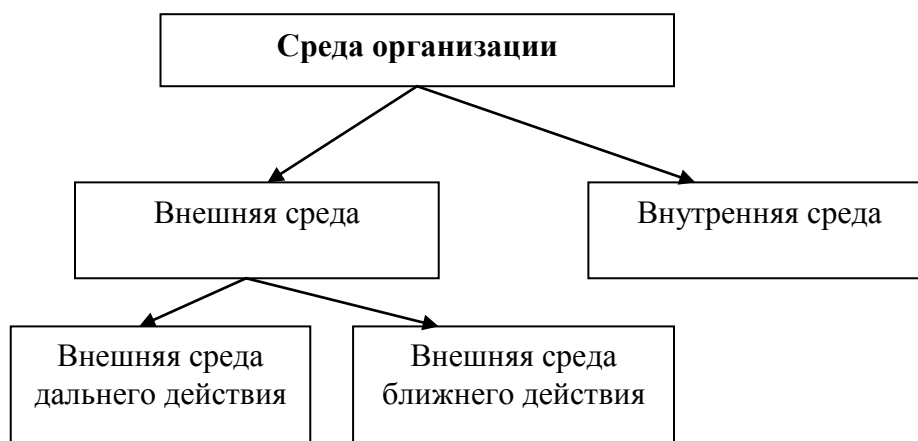 Среда организации
Внешняя среда
Внутренняя среда
Внешняя среда
дальнего действия
Внешняя среда
ближнего действия